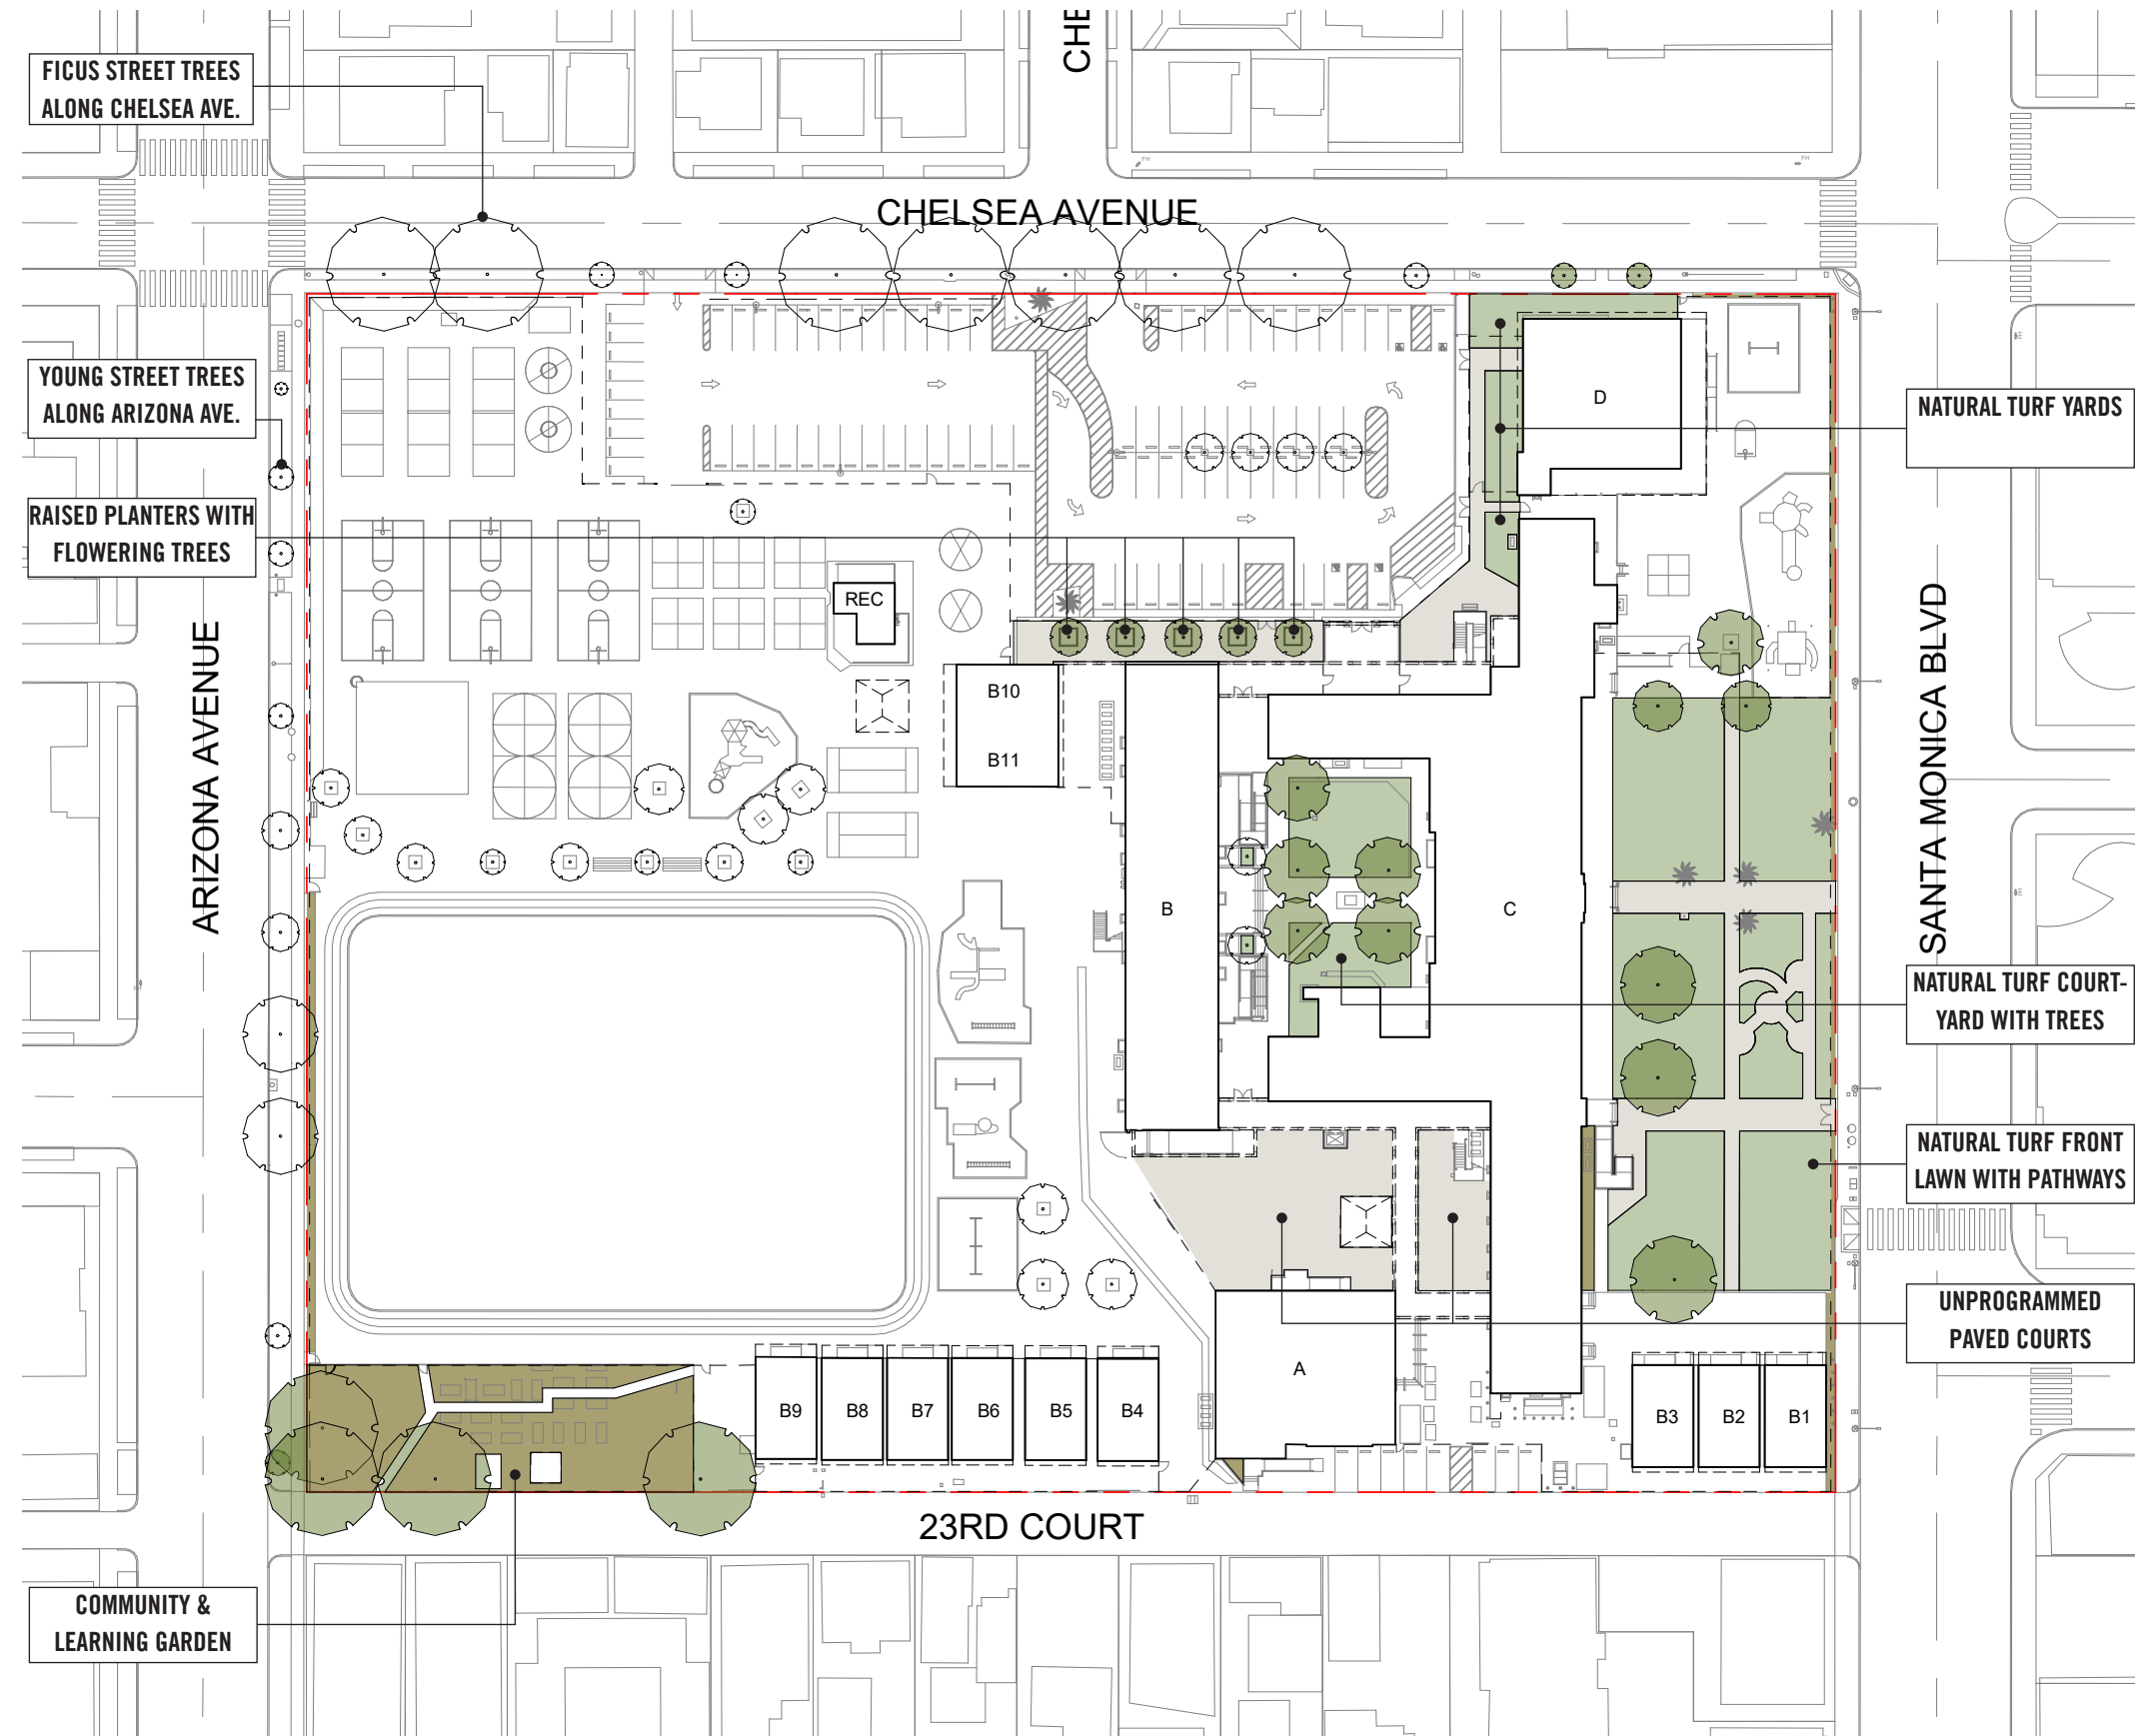 CHE
FICUS STREET TREES
ALONG CHELSEA AVE.
FH
FH
CHELSEA AVENUE
YOUNG STREET TREES
ALONG ARIZONA AVE.
D
NATURAL TURF YARDS
RAISED PLANTERS WITH
FLOWERING TREES
REC
ARIZONA AVENUE
SANTA MONICA BLVD
B10
B11
B
C
NATURAL TURF COURT-
YARD WITH TREES
NATURAL TURF FRONT
LAWN WITH PATHWAYS
UNPROGRAMMED
PAVED COURTS
A
B9
B8
B7
B6
B5
B4
B3
B2
B1
23RD COURT
COMMUNITY &
LEARNING GARDEN